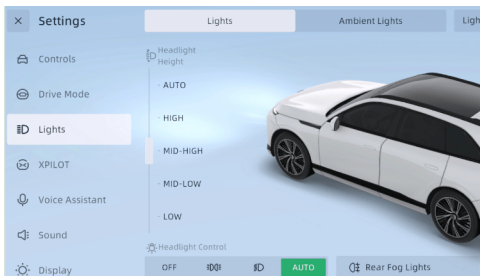 Settings
Controls
Drive Mode
Lights
XPILOT
Voice Assistant
Sound
Display
Lights
Ambient Lights
Ligh
Headlight
Height
AUTO
HIGH
MID-HIGH
MID-LOW
LOW
Headlight Control
OFF
AUTO
Rear Fog Lights